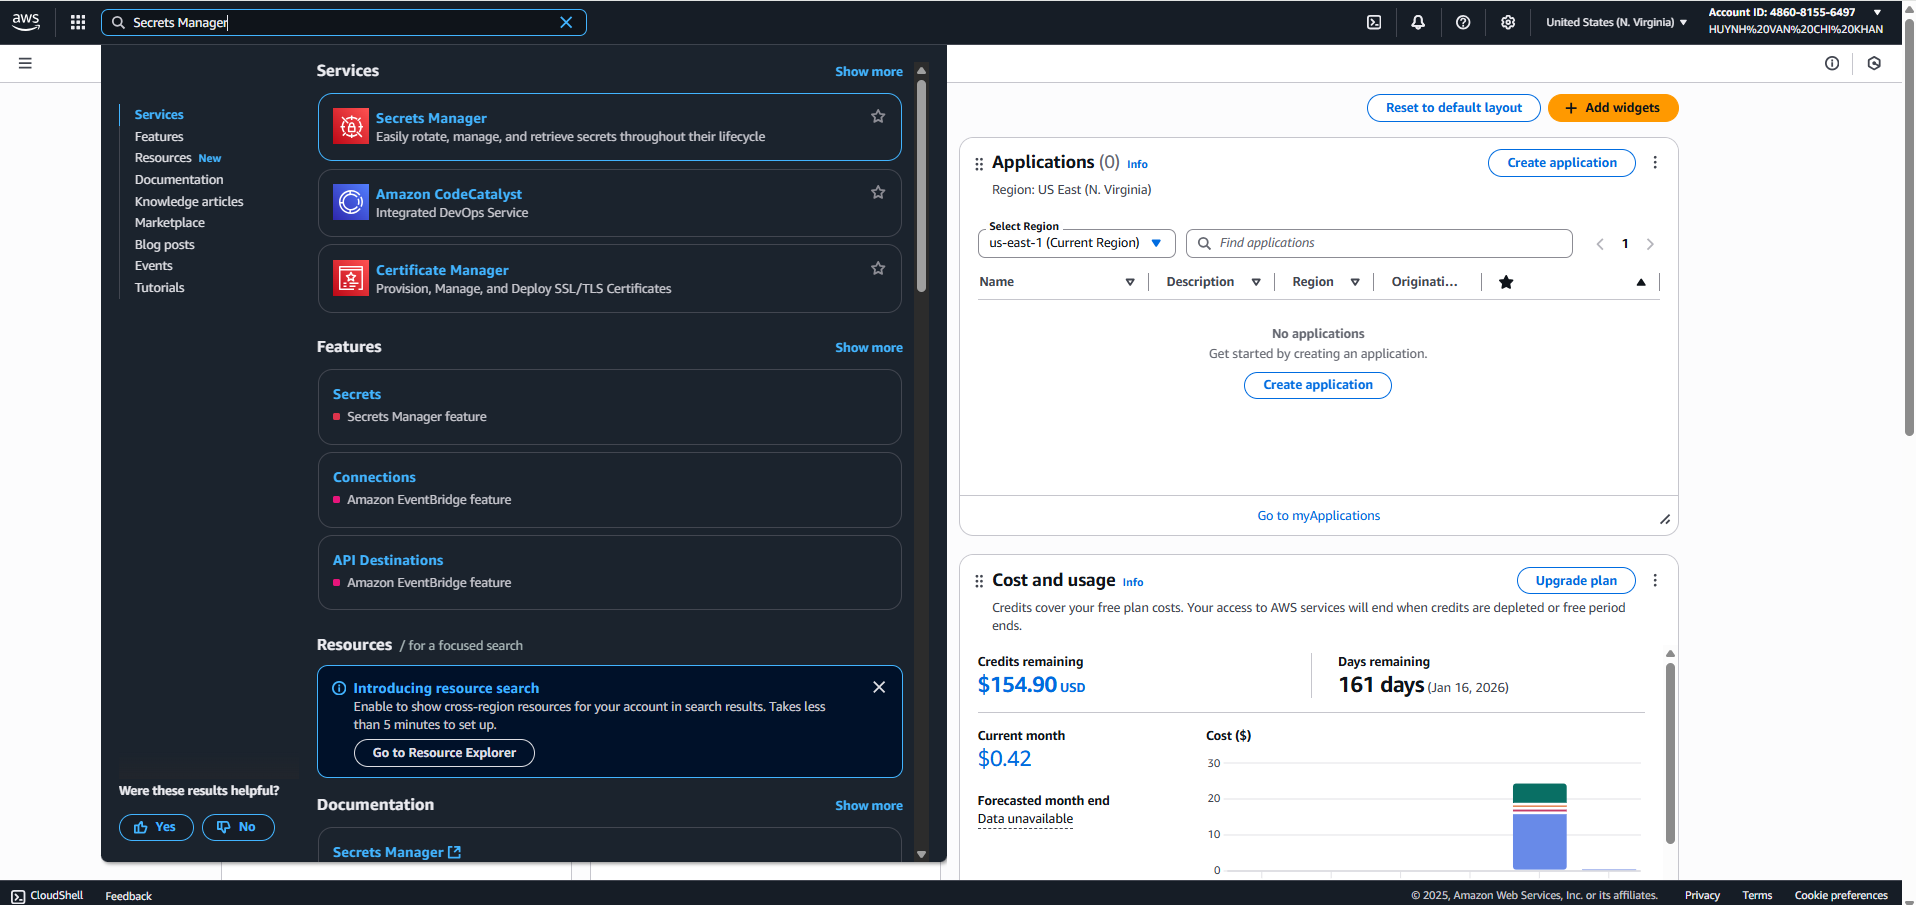 aws
Secrets Manager
United States (N. Virginia)
Account ID: 4860-8155-6497
HUYNH%20VAN%20CHI%20KHAN
Services
Features
Resources New
Documentation
Knowledge articles
Marketplace
Blog posts
Events
Tutorials
Were these results helpful?
Yes
No
Services
Show more
Secrets Manager
Easily rotate, manage, and retrieve secrets throughout their lifecycle
Amazon CodeCatalyst
Integrated DevOps Service
Certificate Manager
Provision, Manage, and Deploy SSL/TLS Certificates
Features
Show more
Secrets
Secrets Manager feature
Connections
Amazon EventBridge feature
API Destinations
Amazon EventBridge feature
Resources / for a focused search
Introducing resource search
Enable to show cross-region resources for your account in search results. Takes less
than 5 minutes to set up.
Go to Resource Explorer
Documentation
Show more
Secrets Manager
Reset to default layout
Add widgets
Applications (0) Info
Create application
Region: US East (N. Virginia)
Select Region
us-east-1 (Current Region)
Find applications
1
Name
Description
Region
Originati...
No applications
Get started by creating an application.
Create application
Go to myApplications
Cost and usage Info
Upgrade plan
Credits cover your free plan costs. Your access to AWS services will end when credits are depleted or free period
ends.
Credits remaining
$154.90 USD
Days remaining
161 days (Jan 16, 2026)
Current month
$0.42
Forecasted month end
Data unavailable
Cost ($)
30
20
10
0
CloudShell
Feedback
© 2025, Amazon Web Services, Inc. or its affiliates.
Privacy
Terms
Cookie preferences